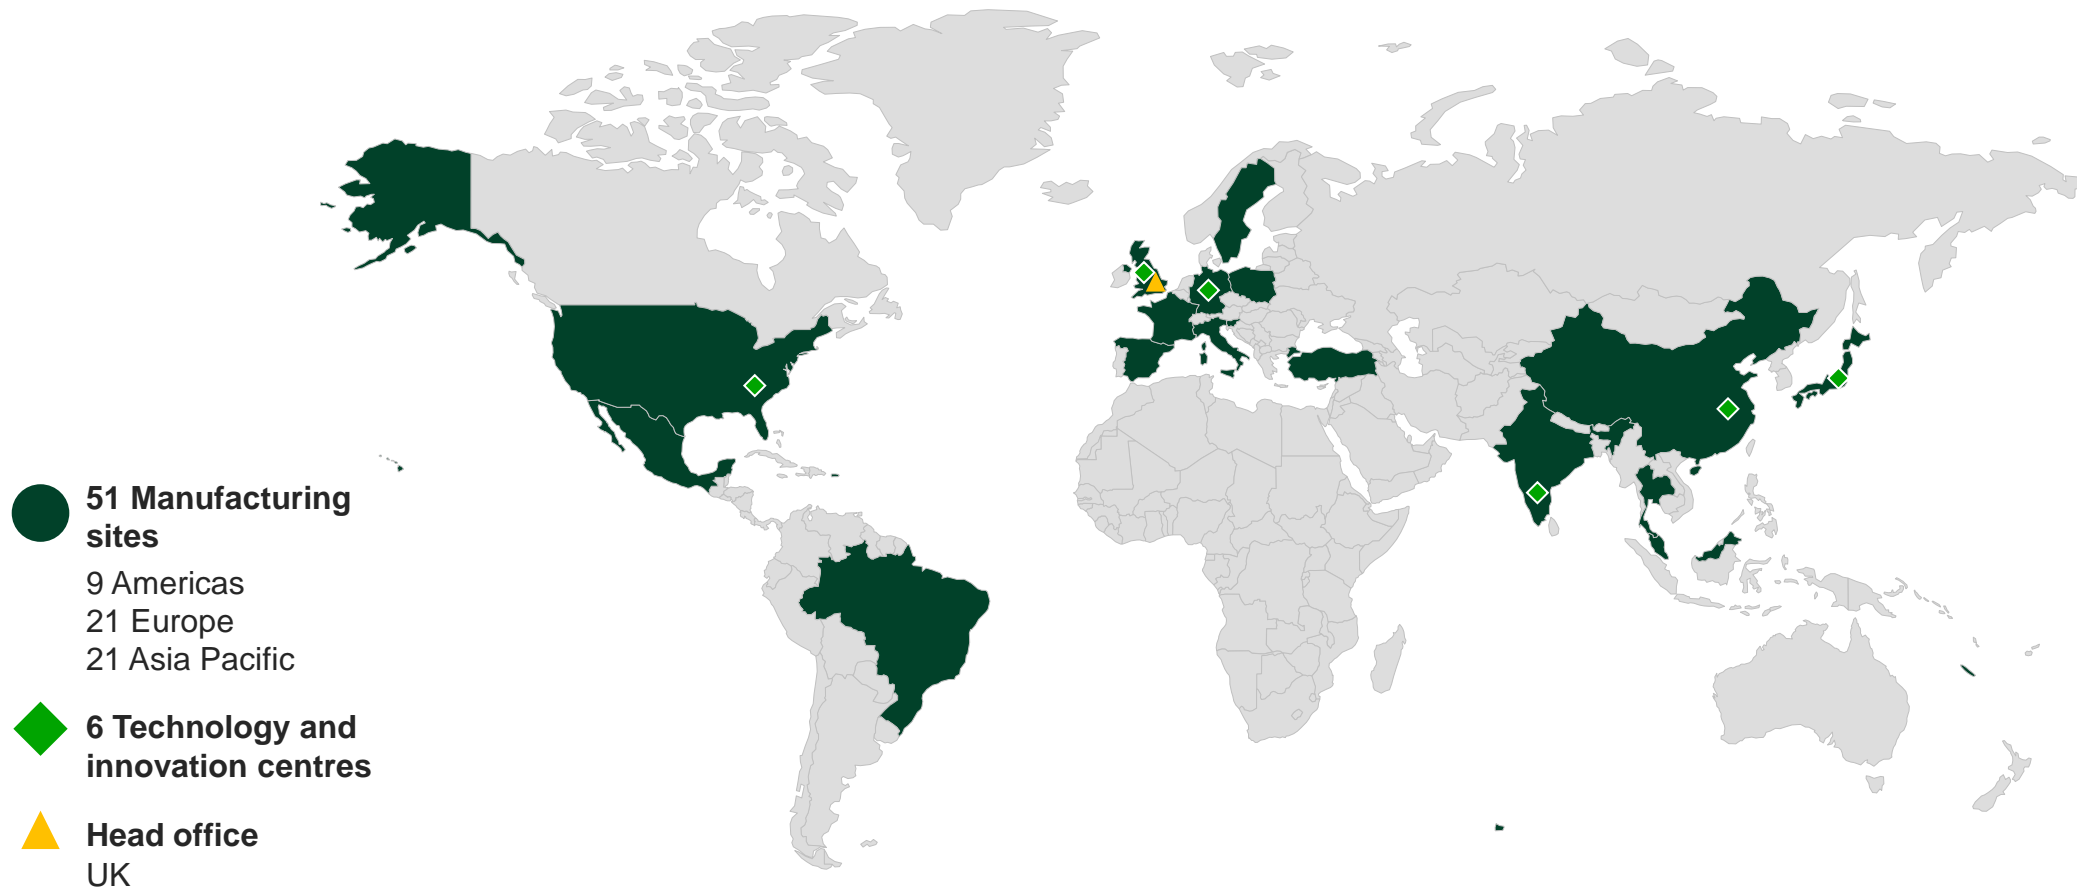 51 Manufacturing
sites
9 Americas
21 Europe
21 Asia Pacific
6 Technology and
innovation centres
Head office
UK